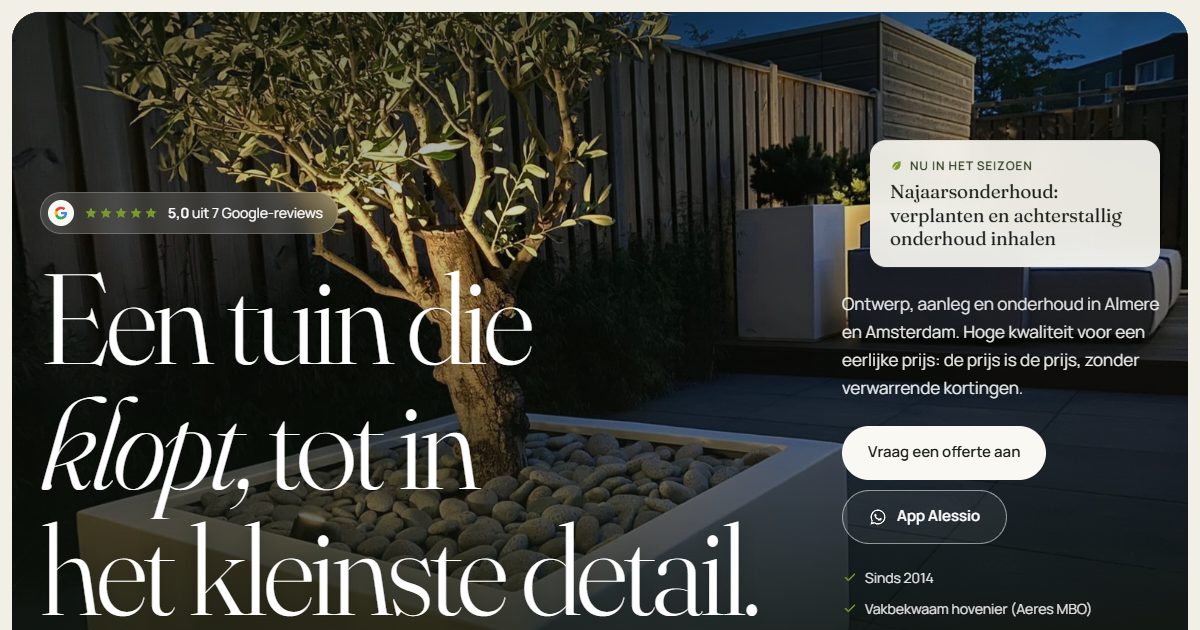 5,0 uit 7 Google-reviews
Een tuin die
klopt, tot in
het kleinste detail.
NU IN HET SEIZOEN
Najaarsonderhoud:
verplanten en achterstallig
onderhoud inhalen
Ontwerp, aanleg en onderhoud in Almere
en Amsterdam. Hoge kwaliteit voor een
eerlijke prijs: de prijs is de prijs, zonder
verwarrende kortingen.
Vraag een offerte aan
App Alessio
Sinds 2014
Vakbekwaam hovenier (Aeres MBO)